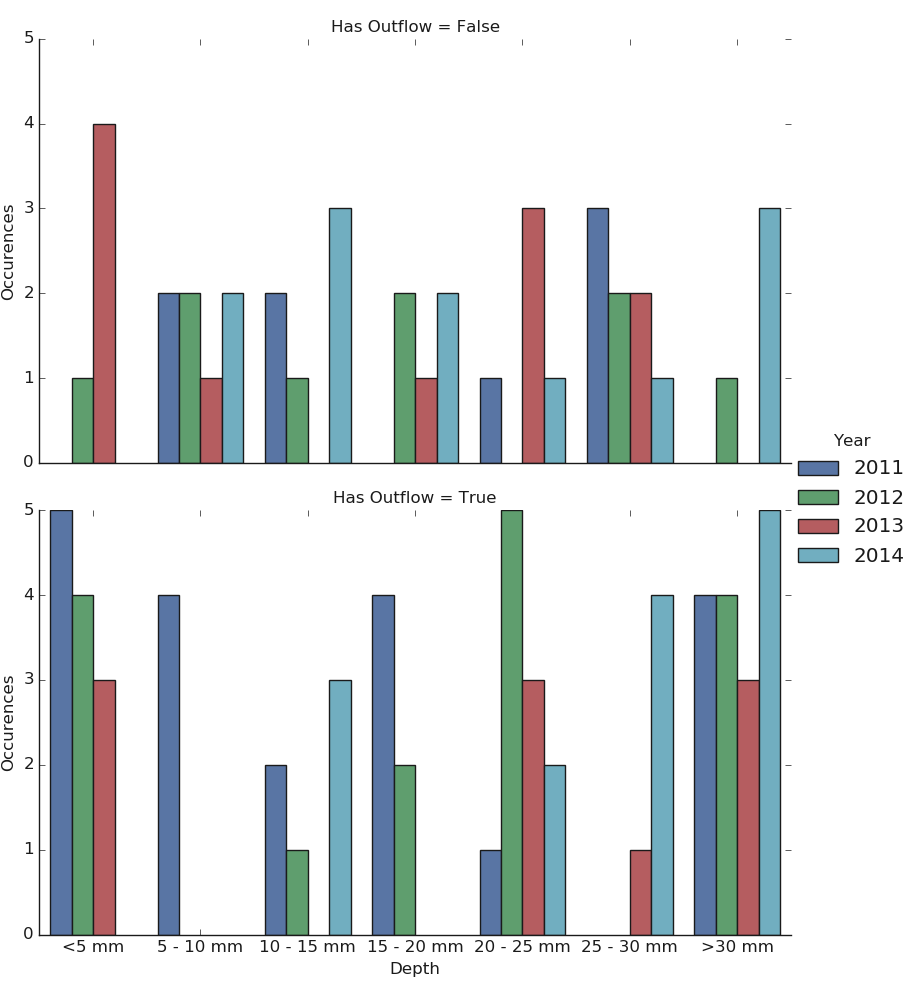 Has Outflow = False
5
4
3
2
1
0
Occurences
Year
2011
2012
2013
2014
Has Outflow = True
5
4
3
2
1
0
Occurences
<5 mm 5 - 10 mm 10 - 15 mm 15 - 20 mm 20 - 25 mm 25 - 30 mm >30 mm
Depth